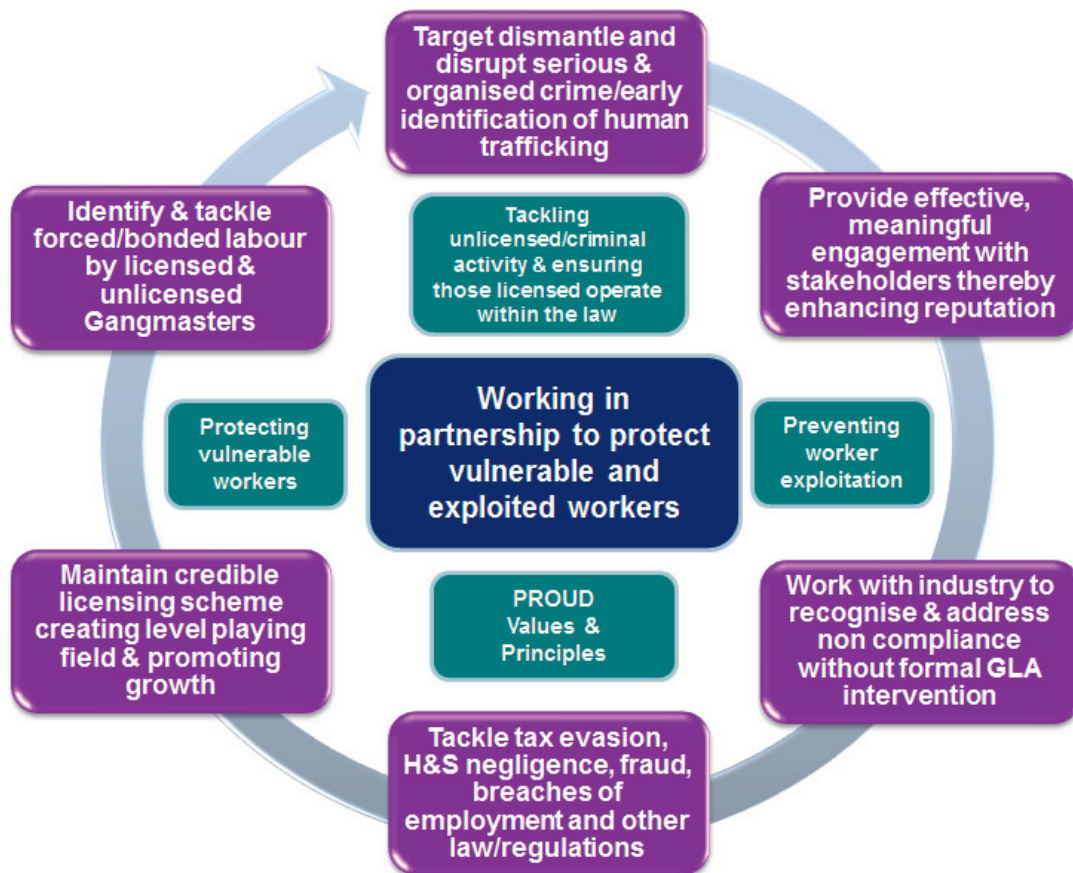 Target dismantle and
disrupt serious &
organised crime/early
identification of human
trafficking
Identify & tackle
forced/bonded labour
by licensed &
unlicensed
Gangmasters
Tackling
unlicensed/criminal
activity & ensuring
those licensed operate
within the law
Provide effective,
meaningful
engagement with
stakeholders thereby
enhancing reputation
Protecting
vulnerable
workers
Working in
partnership to protect
vulnerable and
exploited workers
Preventing
worker
exploitation
Maintain credible
licensing scheme
creating level playing
field & promoting
growth
PROUD
Values &
Principles
Work with industry to
recognise & address
non compliance
without formal GLA
intervention
Tackle tax evasion,
H&S negligence, fraud,
breaches of
employment and other
law/regulations